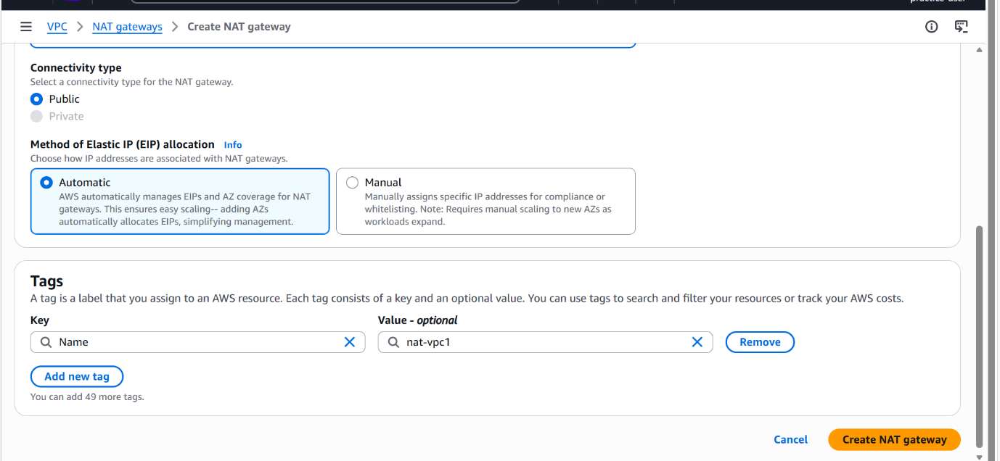 VPC > NAT gateways > Create NAT gateway
Connectivity type
Select a connectivity type for the NAT gateway.
Public
Private
Method of Elastic IP (EIP) allocation Info
Choose how IP addresses are associated with NAT gateways.
Automatic
AWS automatically manages EIPs and AZ coverage for NAT
gateways. This ensures easy scaling-- adding AZs
automatically allocates EIPs, simplifying management.
Manual
Manually assigns specific IP addresses for compliance or
whitelisting. Note: Requires manual scaling to new AZs as
workloads expand.
Tags
A tag is a label that you assign to an AWS resource. Each tag consists of a key and an optional value. You can use tags to search and filter your resources or track your AWS costs.
Key
Value - optional
Name
nat-vpc1
Remove
Add new tag
You can add 49 more tags.
Cancel
Create NAT gateway